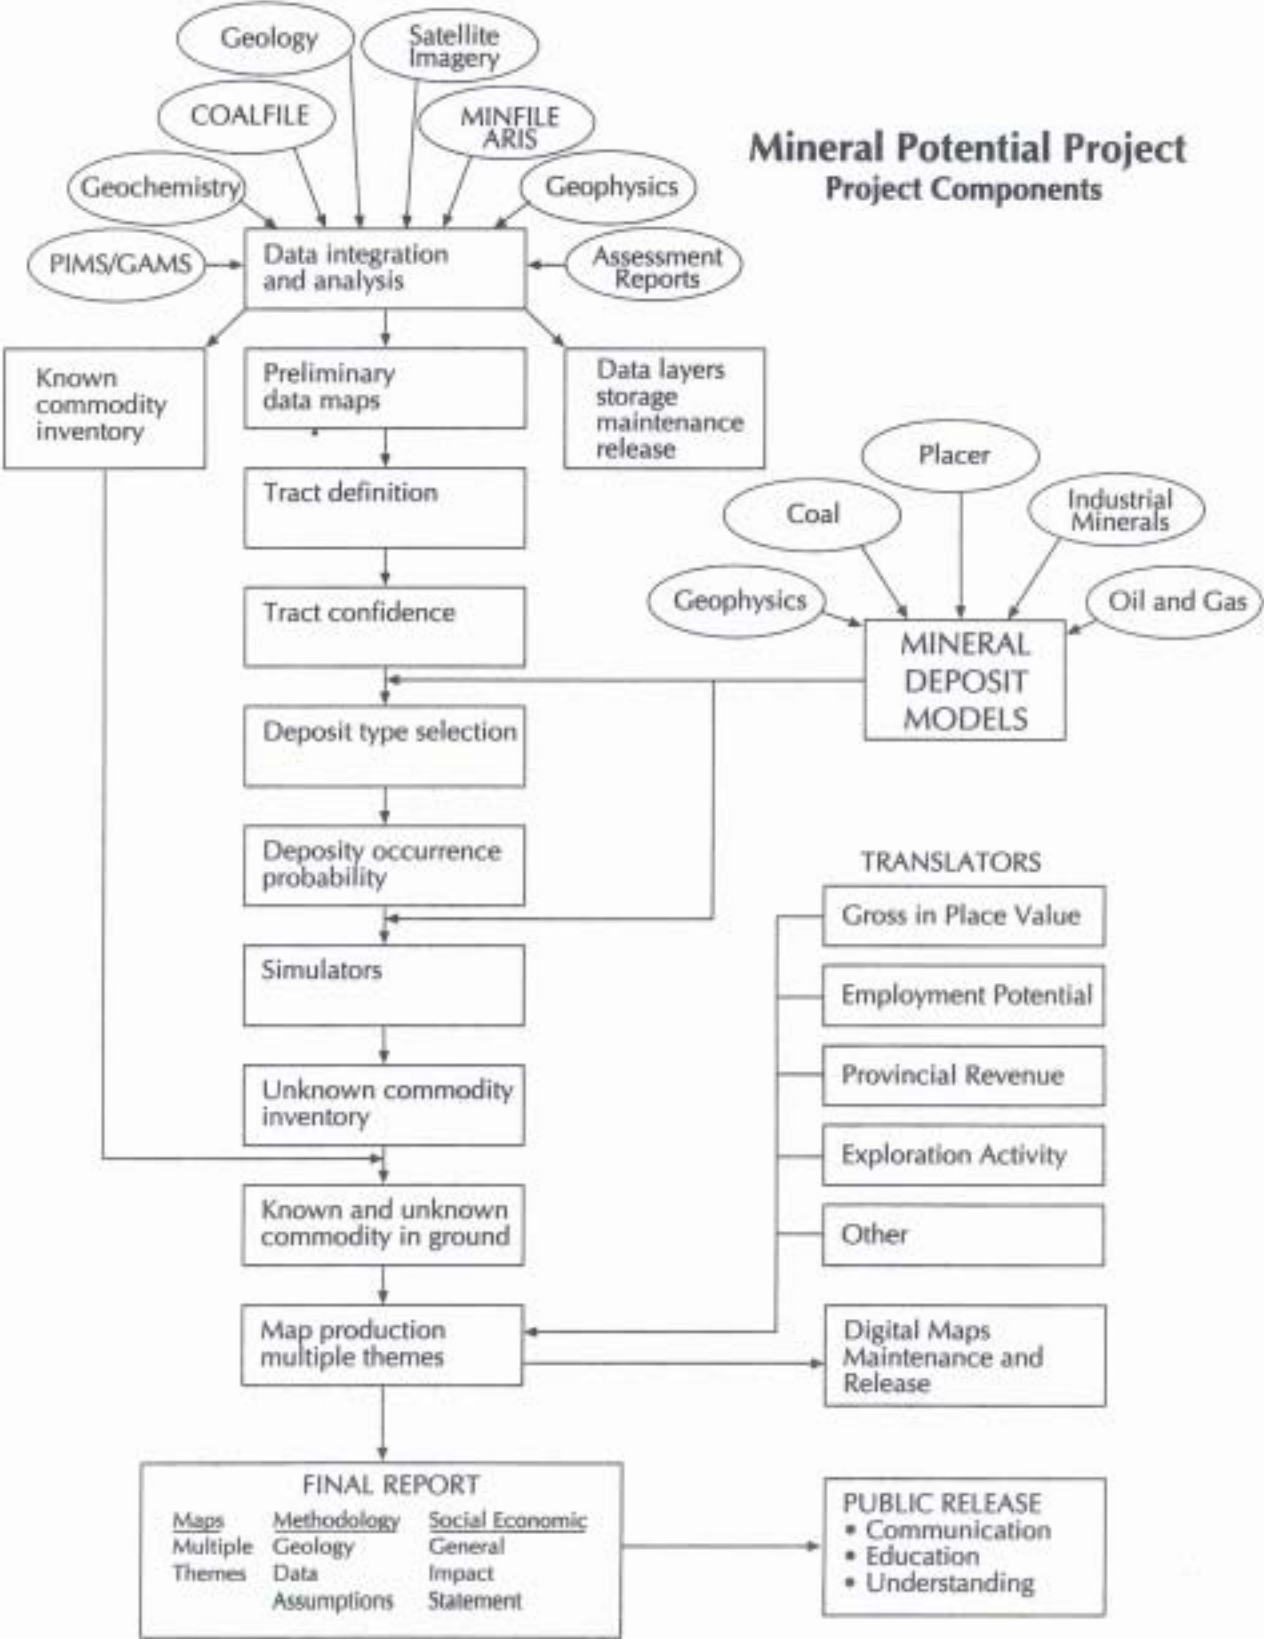 Geology
Satellite
Imagery
COALFILE
MINFILE
ARIS
Mineral Potential Project
Project Components
Geochemistry
Geophysics
PIMS/GAMS
Data integration
and analysis
Assessment
Reports
Known
commodity
inventory
Preliminary
data maps
Data layers
storage
maintenance
release
Tract definition
Placer
Coal
Industrial
Minerals
Geophysics
Oil and Gas
Tract confidence
MINERAL
DEPOSIT
MODELS
Deposit type selection
Deposity occurrence
probability
TRANSLATORS
Gross in Place Value
Simulators
Employment Potential
Unknown commodity
inventory
Provincial Revenue
Exploration Activity
Known and unknown
commodity in ground
Other
Map production
multiple themes
Digital Maps
Maintenance and
Release
FINAL REPORT
Maps Methodology Social Economic
Multiple Geology General
Themes Data Impact
Assumptions Statement
PUBLIC RELEASE
• Communication
• Education
• Understanding